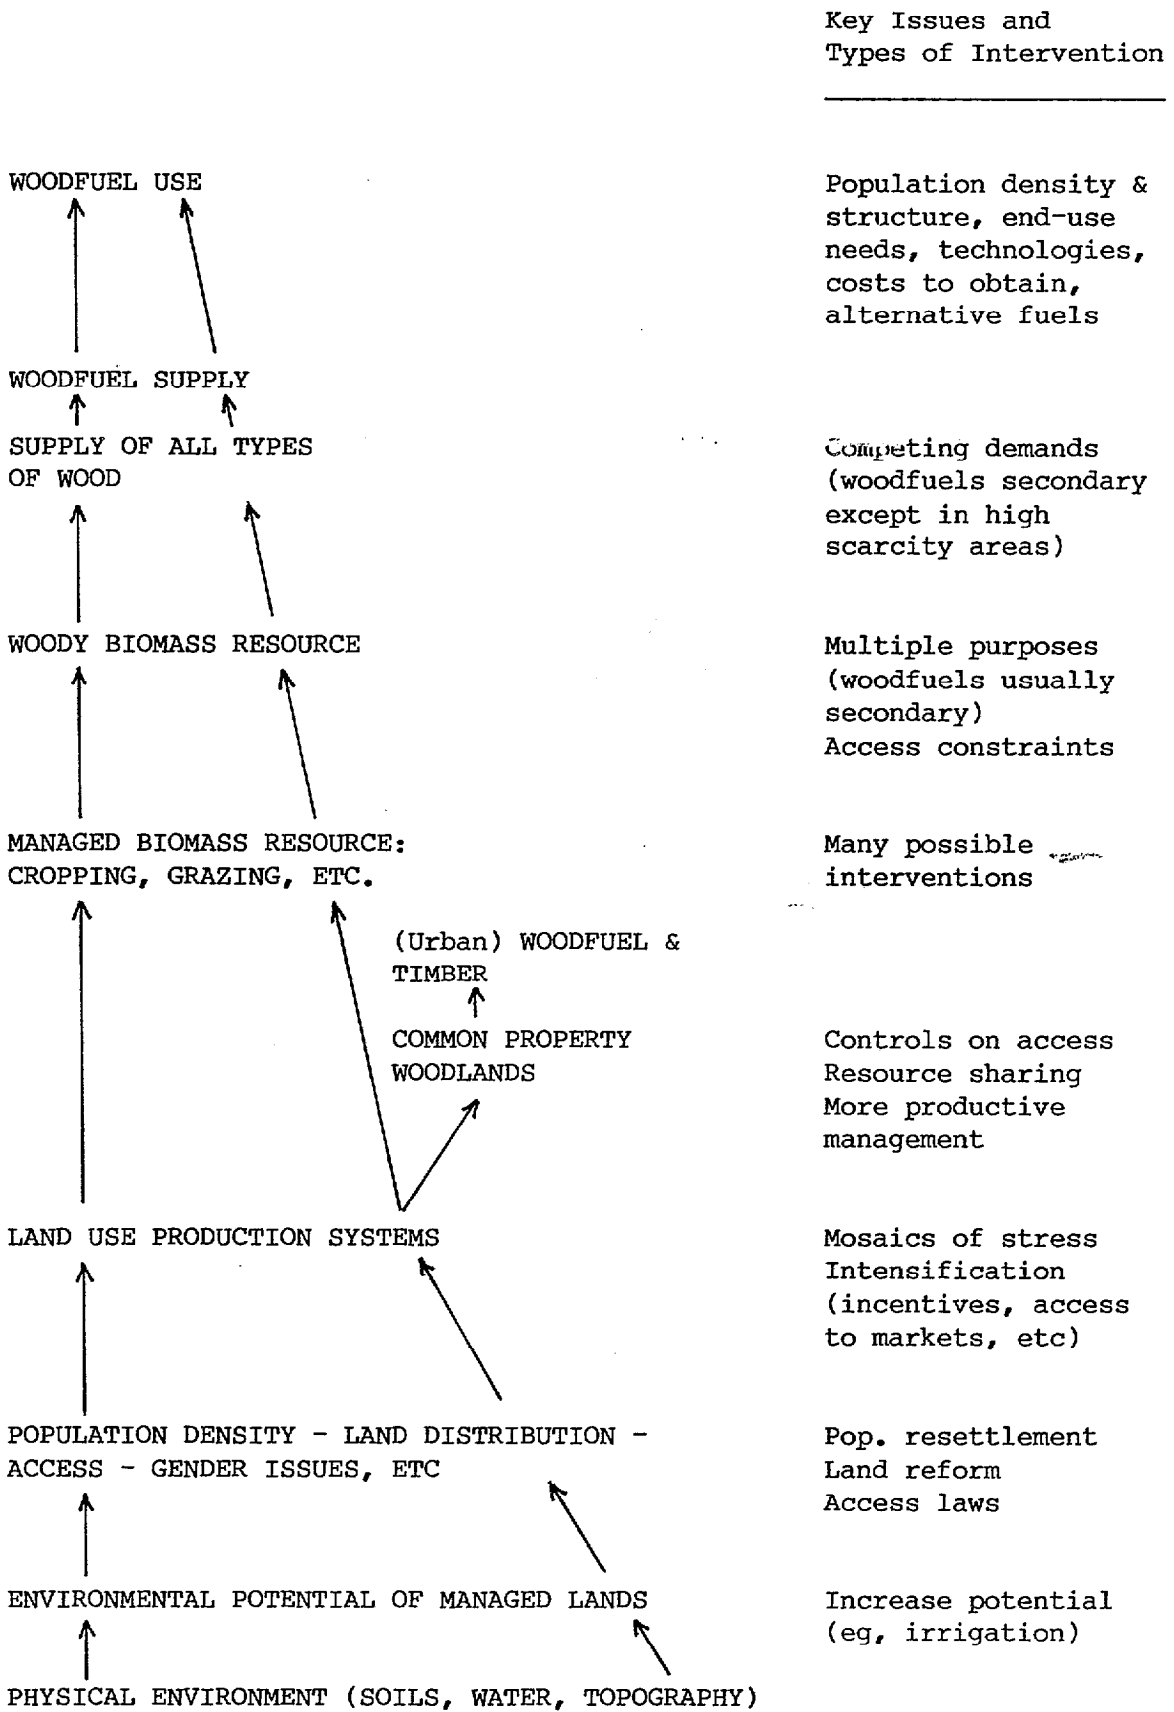 Key Issues and
Types of Intervention
WOODFUEL USE
Population density &
structure, end-use
needs, technologies,
costs to obtain,
alternative fuels
WOODFUEL SUPPLY
SUPPLY OF ALL TYPES
OF WOOD
Competing demands
(woodfuels secondary
except in high
scarcity areas)
WOODY BIOMASS RESOURCE
Multiple purposes
(woodfuels usually
secondary)
Access constraints
MANAGED BIOMASS RESOURCE:
CROPPING, GRAZING, ETC.
Many possible
interventions
(Urban) WOODFUEL &
TIMBER
COMMON PROPERTY
WOODLANDS
Controls on access
Resource sharing
More productive
management
LAND USE PRODUCTION SYSTEMS
Mosaics of stress
Intensification
(incentives, access
to markets, etc)
POPULATION DENSITY - LAND DISTRIBUTION -
ACCESS - GENDER ISSUES, ETC
Pop. resettlement
Land reform
Access laws
ENVIRONMENTAL POTENTIAL OF MANAGED LANDS
Increase potential
(eg, irrigation)
PHYSICAL ENVIRONMENT (SOILS, WATER, TOPOGRAPHY)